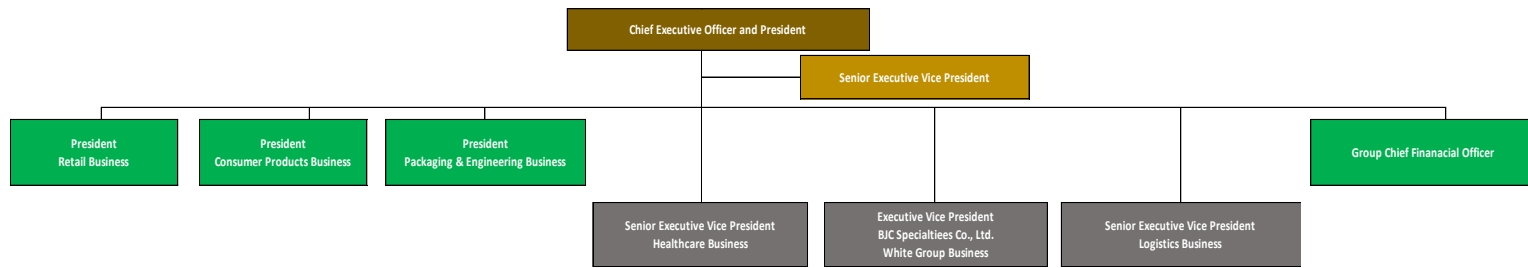 Chief Executive Officer and President
Senior Executive Vice President
President
Retail Business
President
Consumer Products Business
President
Packaging & Engineering Business
Group Chief Finanacial Officer
Senior Executive Vice President
Healthcare Business
Executive Vice President
BJC Specialtiees Co., Ltd.
White Group Business
Senior Executive Vice President
Logistics Business